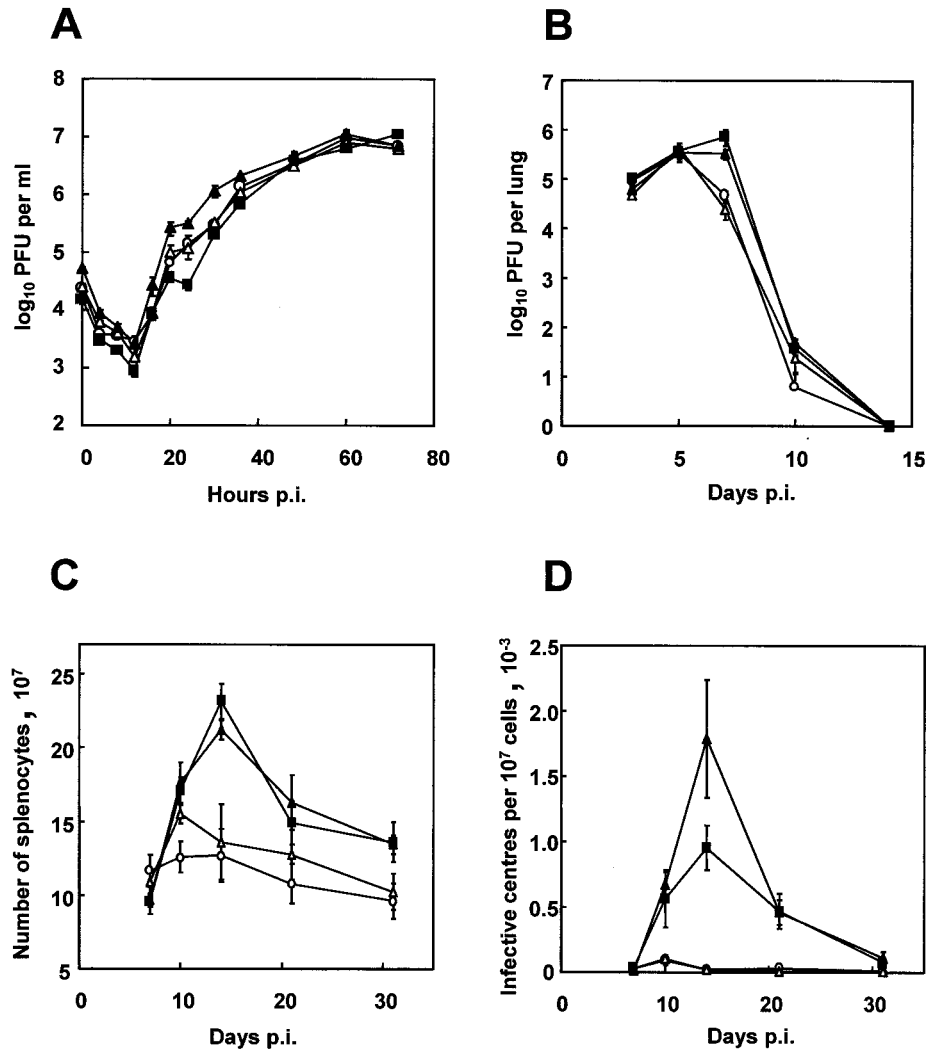 A
log10 PFU per ml
8
7
6
5
4
3
2
0 20 40 60 80
Hours p.i.
B
log10 PFU per lung
7
6
5
4
3
2
1
0
0 5 10 15
Days p.i.
C
Number of splenocytes, 10^7
25
20
15
10
5
0 10 20 30
Days p.i.
D
Infective centres per 10^7 cells, 10^-3
2.5
2.0
1.5
1.0
0.5
0
0 10 20 30
Days p.i.